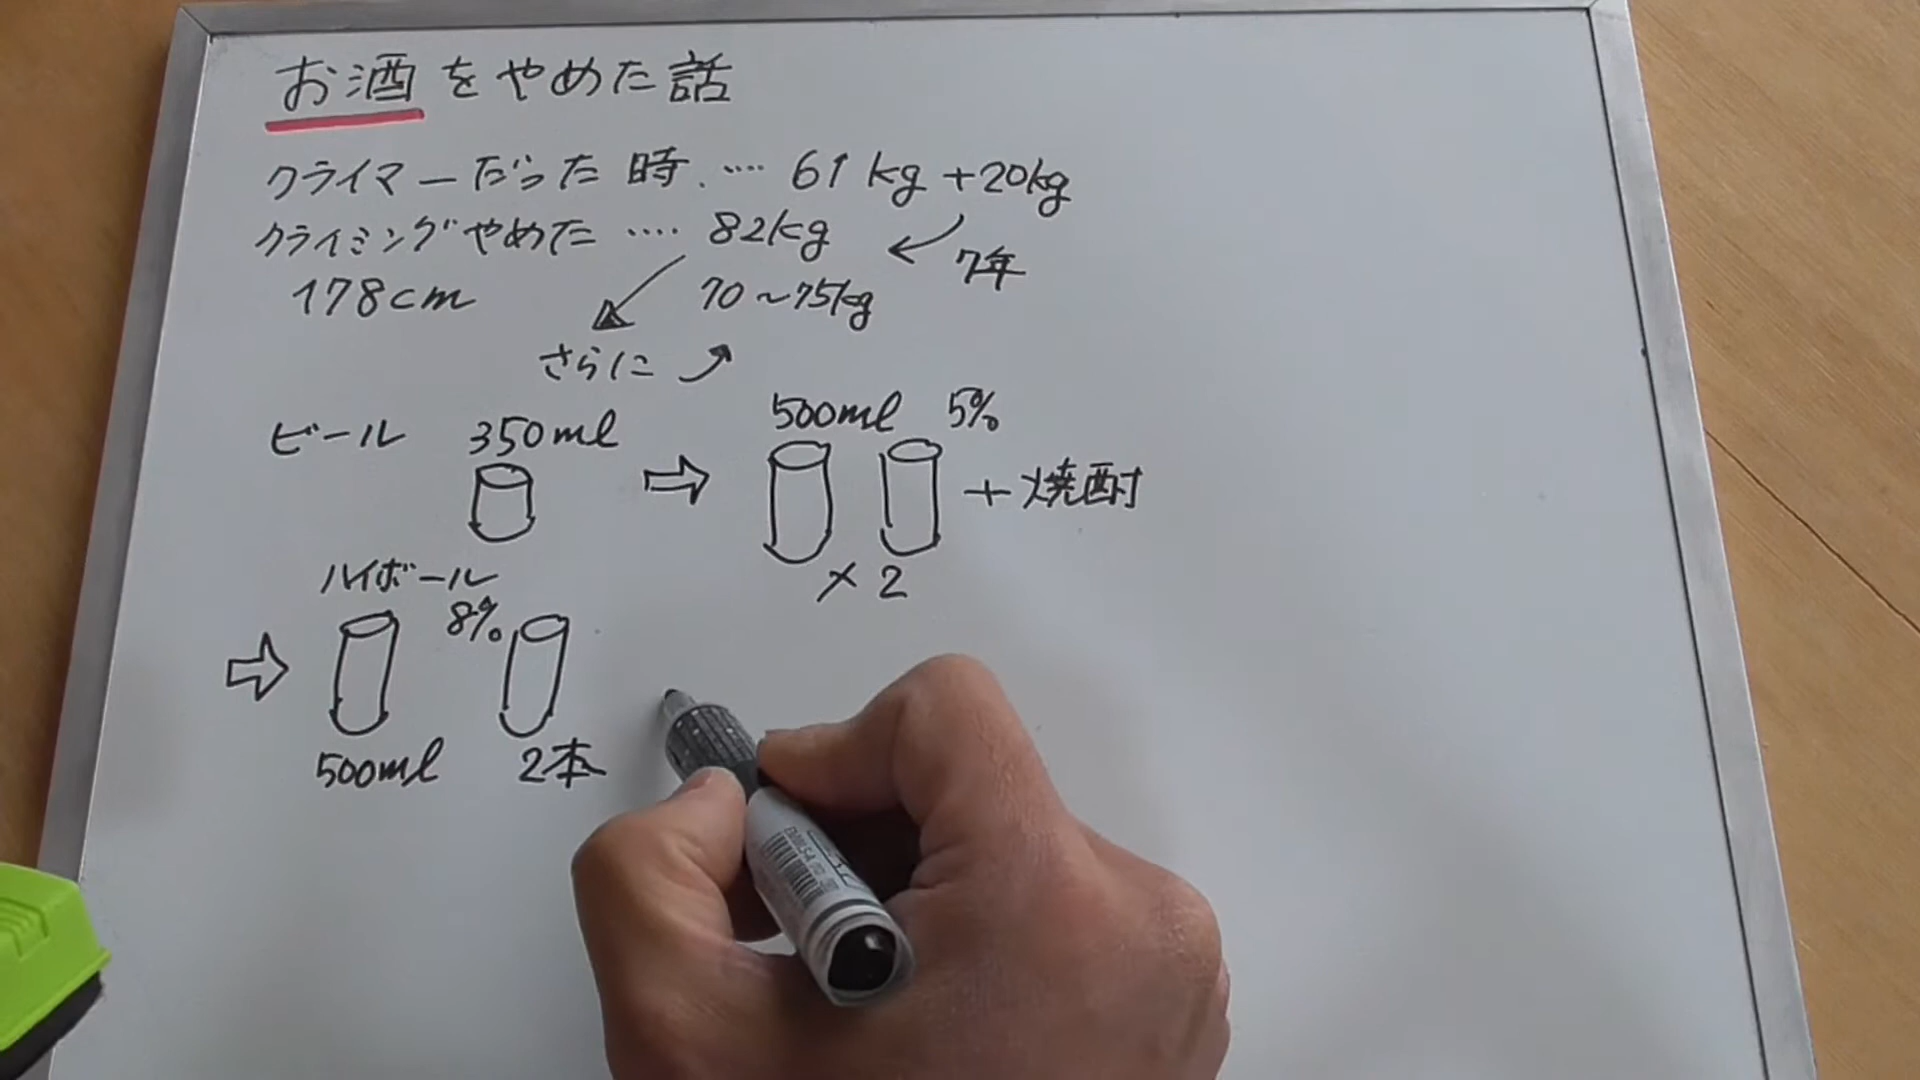 お酒をやめた話
クライマーだった時‥‥ 61kg +20kg
クライミングやめた‥‥ 82kg
7年
178cm 70~75kg
さらに
ビール 350ml 500ml 5%
+焼酎
×2
ハイボール
8%
500ml 2本